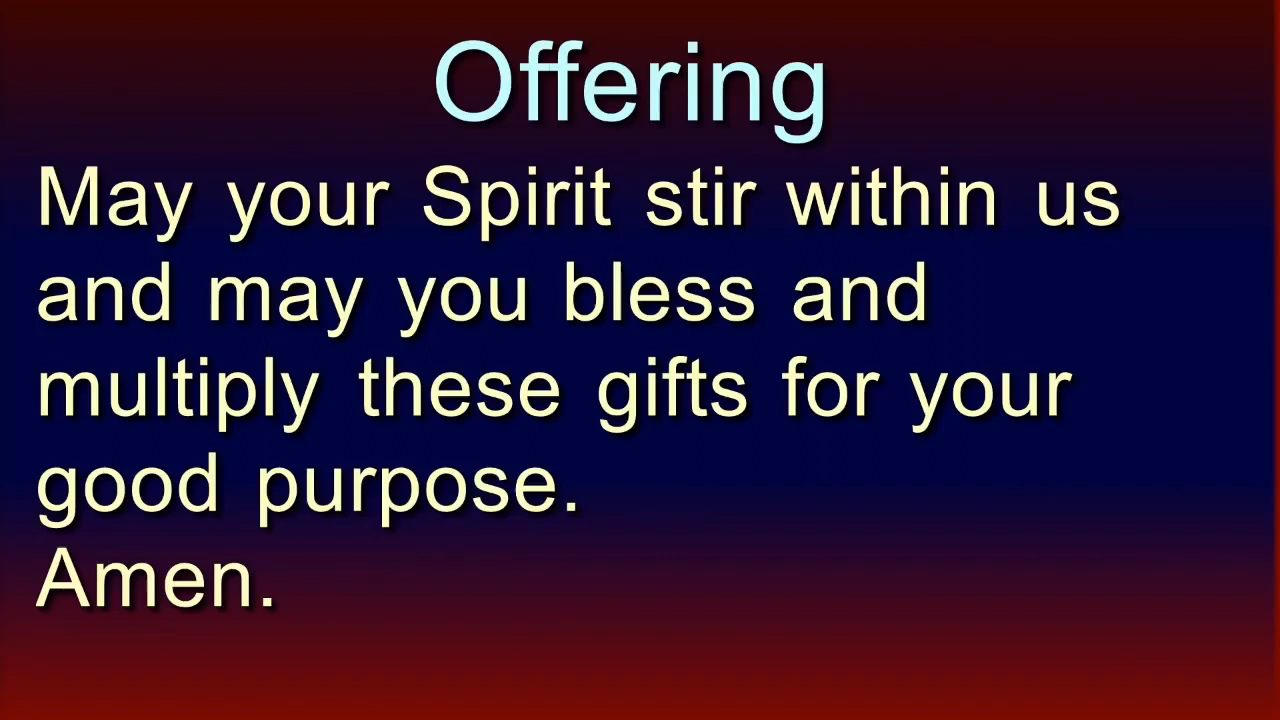 Offering
May your Spirit stir within us
and may you bless and
multiply these gifts for your
good purpose.
Amen.